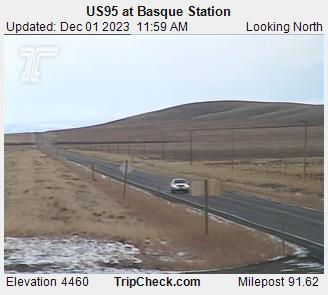 US95 at Basque Station
Updated: Dec 01 2023 11:59 AM Looking North
Elevation 4460 TripCheck.com Milepost 91.62